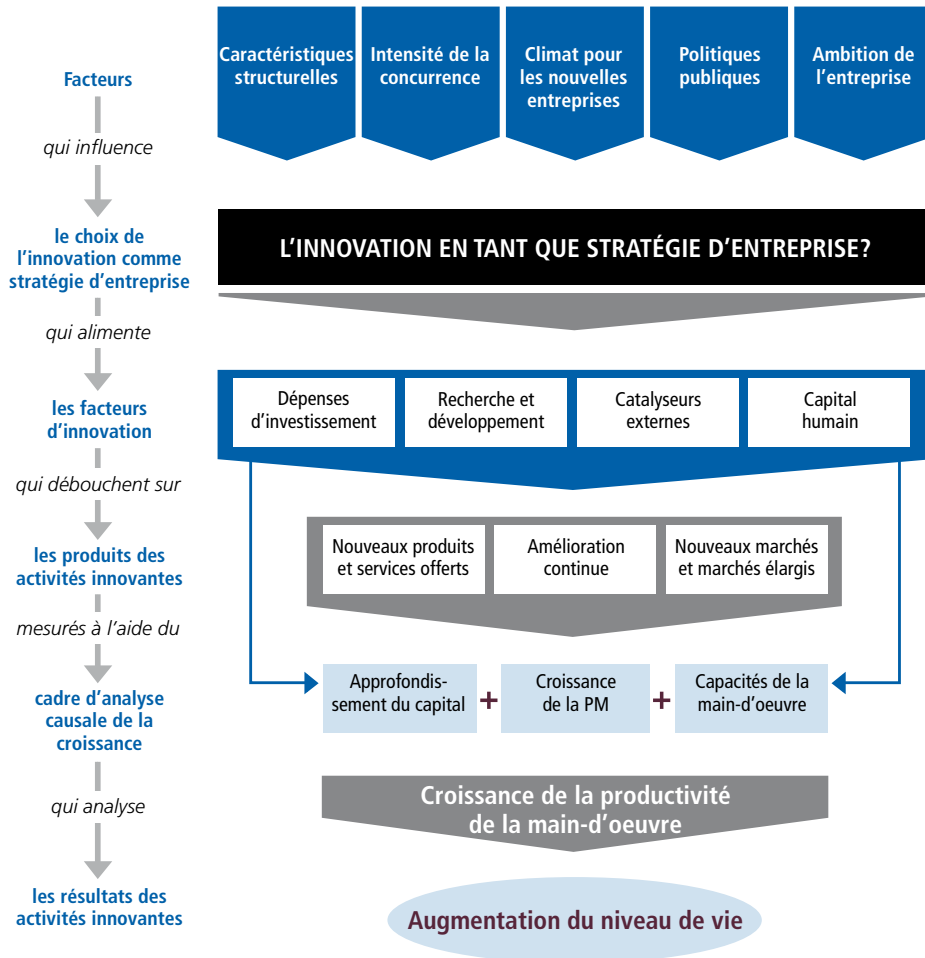 Caractéristiques
structurelles
Intensité de la
concurrence
Climat pour
les nouvelles
entreprises
Politiques
publiques
Ambition de
l'entreprise
Facteurs
qui influence
le choix de
l'innovation comme
stratégie d'entreprise
L'INNOVATION EN TANT QUE STRATÉGIE D'ENTREPRISE?
qui alimente
les facteurs
d'innovation
Dépenses
d'investissement
Recherche et
développement
Catalyseurs
externes
Capital
humain
qui débouchent sur
les produits des
activités innovantes
Nouveaux produits
et services offerts
Amélioration
continue
Nouveaux marchés
et marchés élargis
mesurés à l'aide du
cadre d'analyse
causale de la
croissance
Approfondis-
sement du capital
+
Croissance
de la PM
+
Capacités de la
main-d'oeuvre
qui analyse
Croissance de la productivité
de la main-d'oeuvre
les résultats des
activités innovantes
Augmentation du niveau de vie